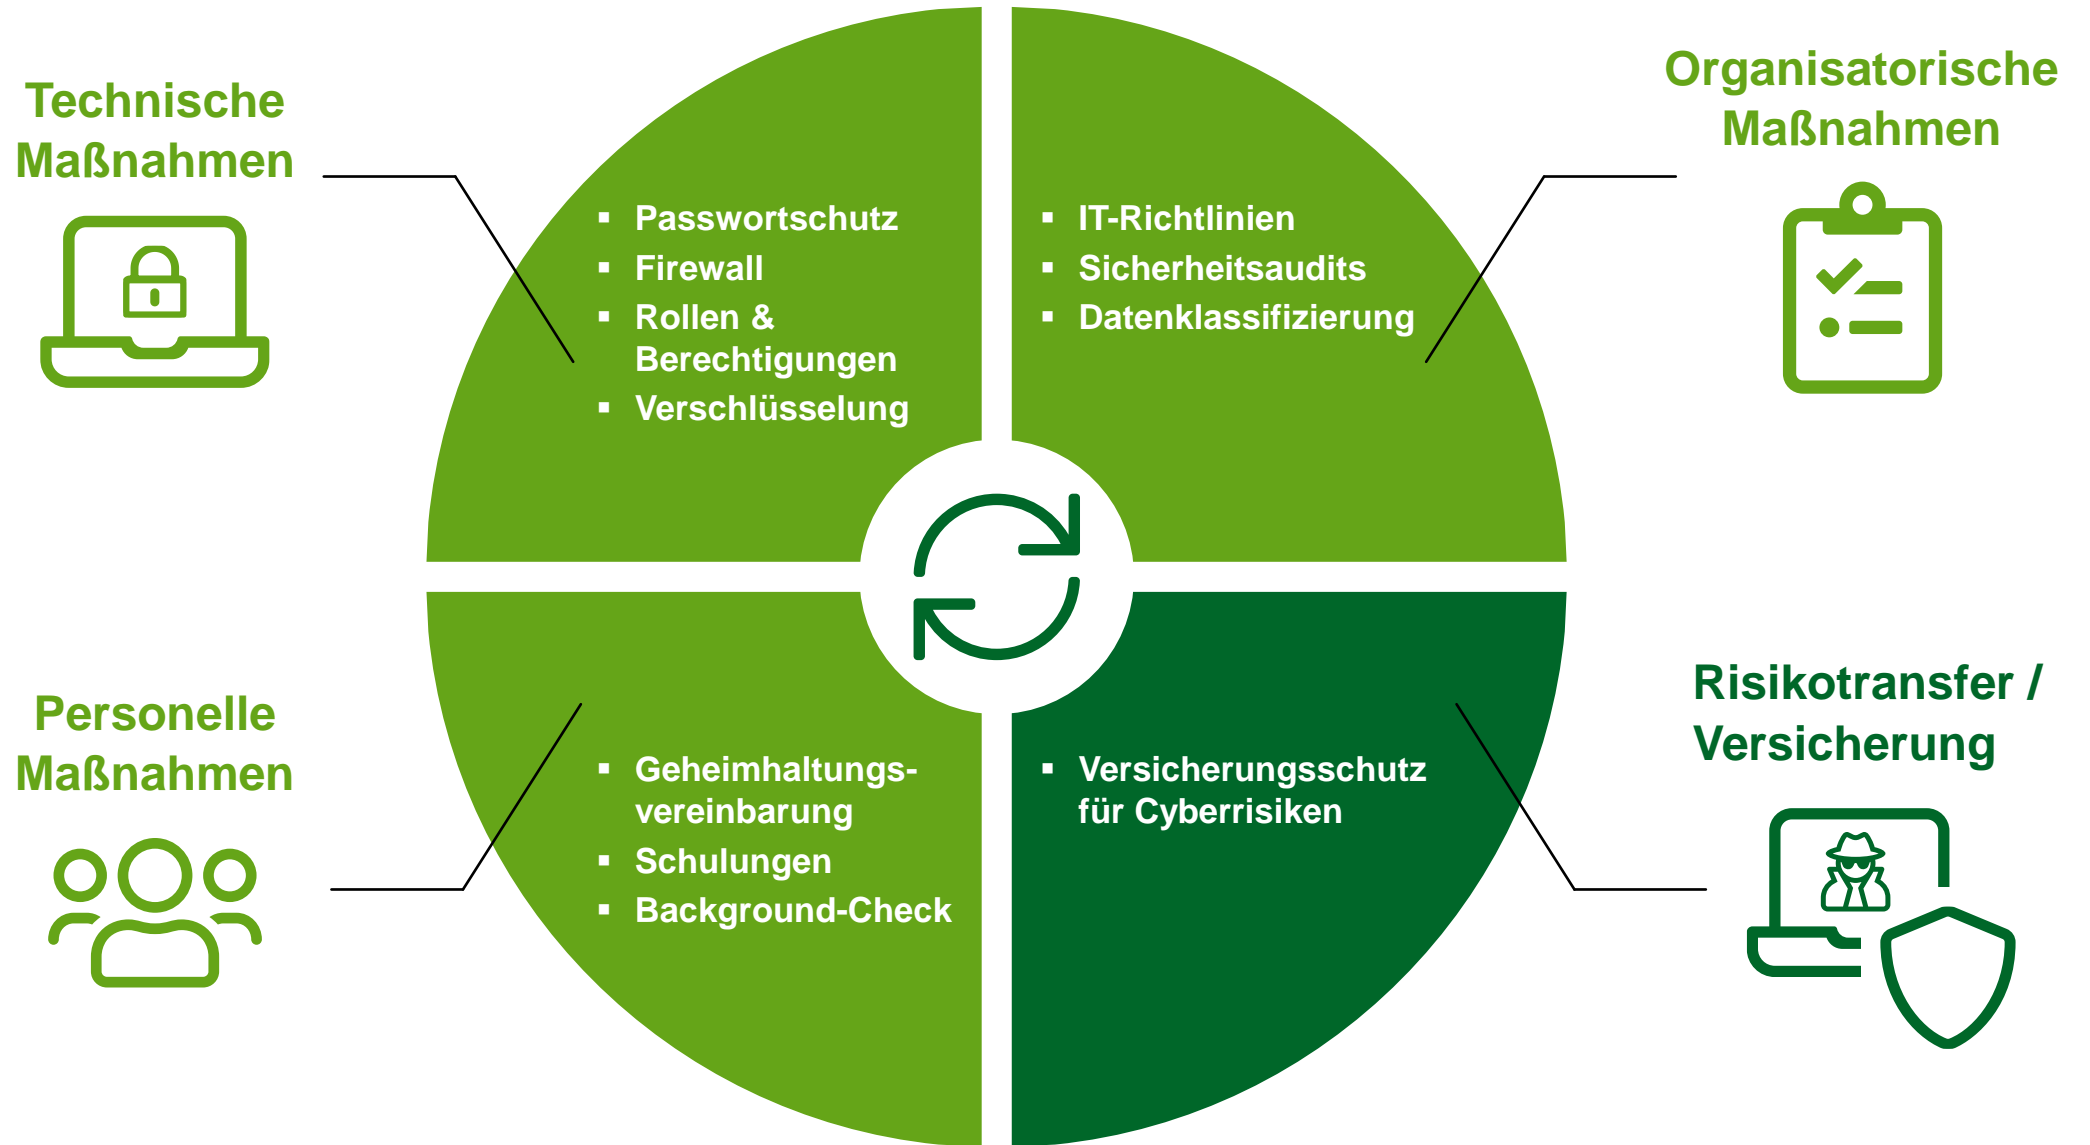 Technische
Maßnahmen
▪ Passwortschutz
▪ Firewall
▪ Rollen &
Berechtigungen
▪ Verschlüsselung
Organisatorische
Maßnahmen
▪ IT-Richtlinien
▪ Sicherheitsaudits
▪ Datenklassifizierung
Personelle
Maßnahmen
▪ Geheimhaltungs-
vereinbarung
▪ Schulungen
▪ Background-Check
Risikotransfer /
Versicherung
▪ Versicherungsschutz
für Cyberrisiken